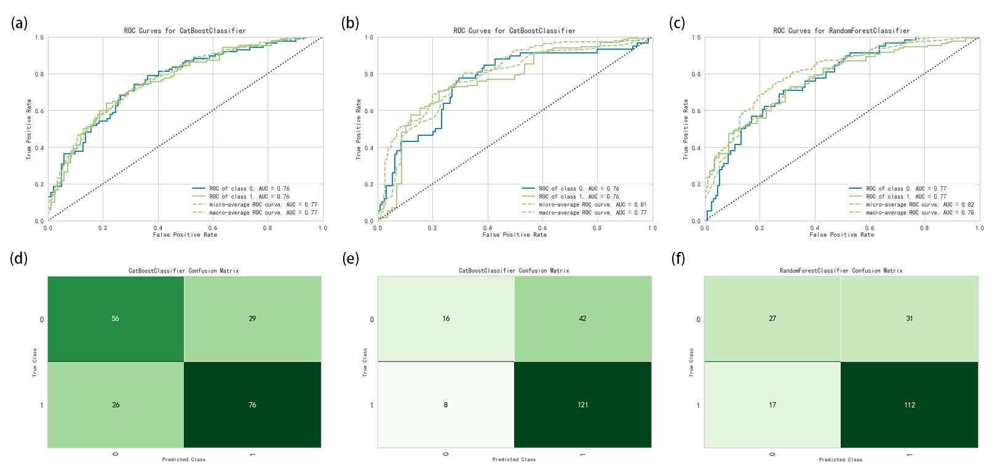 (a)
ROC Curves for CatBoostClassifier
1.0
0.8
0.6
0.4
0.2
0.0
True Positive Rate
ROC of class 0, AUC = 0.76
ROC of class 1, AUC = 0.76
micro-average ROC curve, AUC = 0.77
macro-average ROC curve, AUC = 0.77
0.0 0.2 0.4 0.6 0.8 1.0
False Positive Rate
(b)
ROC Curves for CatBoostClassifier
1.0
0.8
0.6
0.4
0.2
0.0
True Positive Rate
ROC of class 0, AUC = 0.76
ROC of class 1, AUC = 0.76
micro-average ROC curve, AUC = 0.81
macro-average ROC curve, AUC = 0.77
0.0 0.2 0.4 0.6 0.8 1.0
False Positive Rate
(c)
ROC Curves for RandomForestClassifier
1.0
0.8
0.6
0.4
0.2
0.0
True Positive Rate
ROC of class 0, AUC = 0.77
ROC of class 1, AUC = 0.77
micro-average ROC curve, AUC = 0.82
macro-average ROC curve, AUC = 0.78
0.0 0.2 0.4 0.6 0.8 1.0
False Positive Rate
(d)
CatBoostClassifier Confusion Matrix
0 56 29
True Class
1 26 76
0 1
Predicted Class
(e)
CatBoostClassifier Confusion Matrix
0 16 42
True Class
1 8 121
0 1
Predicted Class
(f)
RandomForestClassifier Confusion Matrix
0 27 31
True Class
1 17 112
0 1
Predicted Class